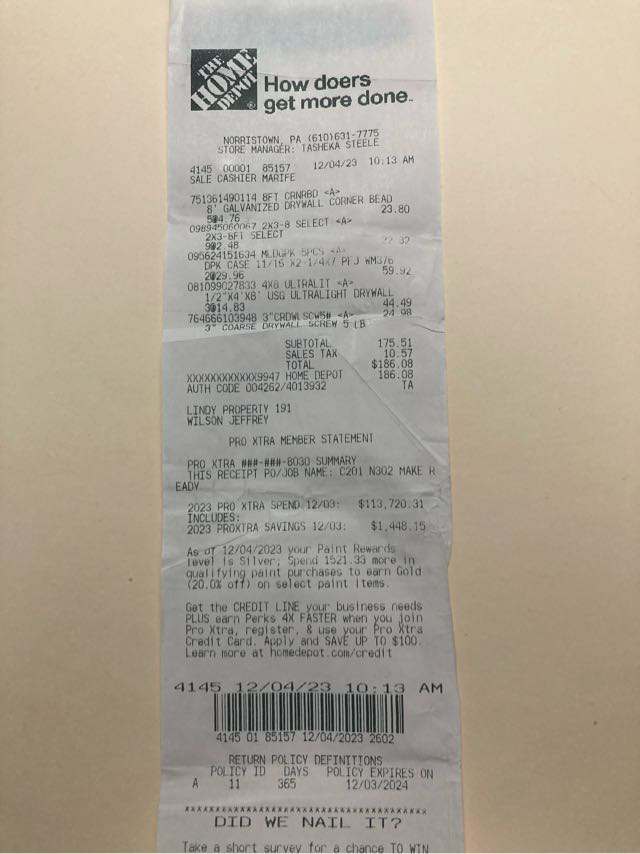 THE HOME DEPOT
How doers
get more done.
NORRISTOWN, PA (610)631-7775
STORE MANAGER: TASHEKA STEELE
4145 00001 85157 12/04/23 10:13 AM
SALE CASHIER MARIFE
751361490114 8FT CRNRBD <A>
8' GALVANIZED DRYWALL CORNER BEAD
5@4.76 23.80
098945060067 2X3-8 SELECT <A>
2X3-8FT SELECT
9@2.48 22.32
095624151634 MLDGPK 5PCS <A>
DPK CASE 11/16 X2-1/4X7 PFJ WM376
2@29.96 59.92
081099027833 4X8 ULTRALIT <A>
1/2"X4'X8' USG ULTRALIGHT DRYWALL
3@14.83 44.49
764666103948 3"CRDWLSCW5# <A> 24.98
3" COARSE DRYWALL SCREW 5 LB
SUBTOTAL 175.51
SALES TAX 10.57
TOTAL $186.08
XXXXXXXXXXXX9947 HOME DEPOT 186.08
AUTH CODE 004262/4013932 TA
LINDY PROPERTY 191
WILSON JEFFREY
PRO XTRA MEMBER STATEMENT
PRO XTRA ###-###-8030 SUMMARY
THIS RECEIPT PO/JOB NAME: C201 N302 MAKE R
EADY
2023 PRO XTRA SPEND 12/03: $113,720.31
INCLUDES:
2023 PROXTRA SAVINGS 12/03: $1,448.15
As of 12/04/2023 your Paint Rewards
level is Silver; Spend 1521.33 more in
qualifying paint purchases to earn Gold
(20.0% off) on select paint items.
Get the CREDIT LINE your business needs
PLUS earn Perks 4X FASTER when you join
Pro Xtra, register, & use your Pro Xtra
Credit Card. Apply and SAVE UP TO $100.
Learn more at homedepot.com/credit
4145 12/04/23 10:13 AM
4145 01 85157 12/04/2023 2602
RETURN POLICY DEFINITIONS
POLICY ID DAYS POLICY EXPIRES ON
A 11 365 12/03/2024
DID WE NAIL IT?
Take a short survey for a chance TO WIN